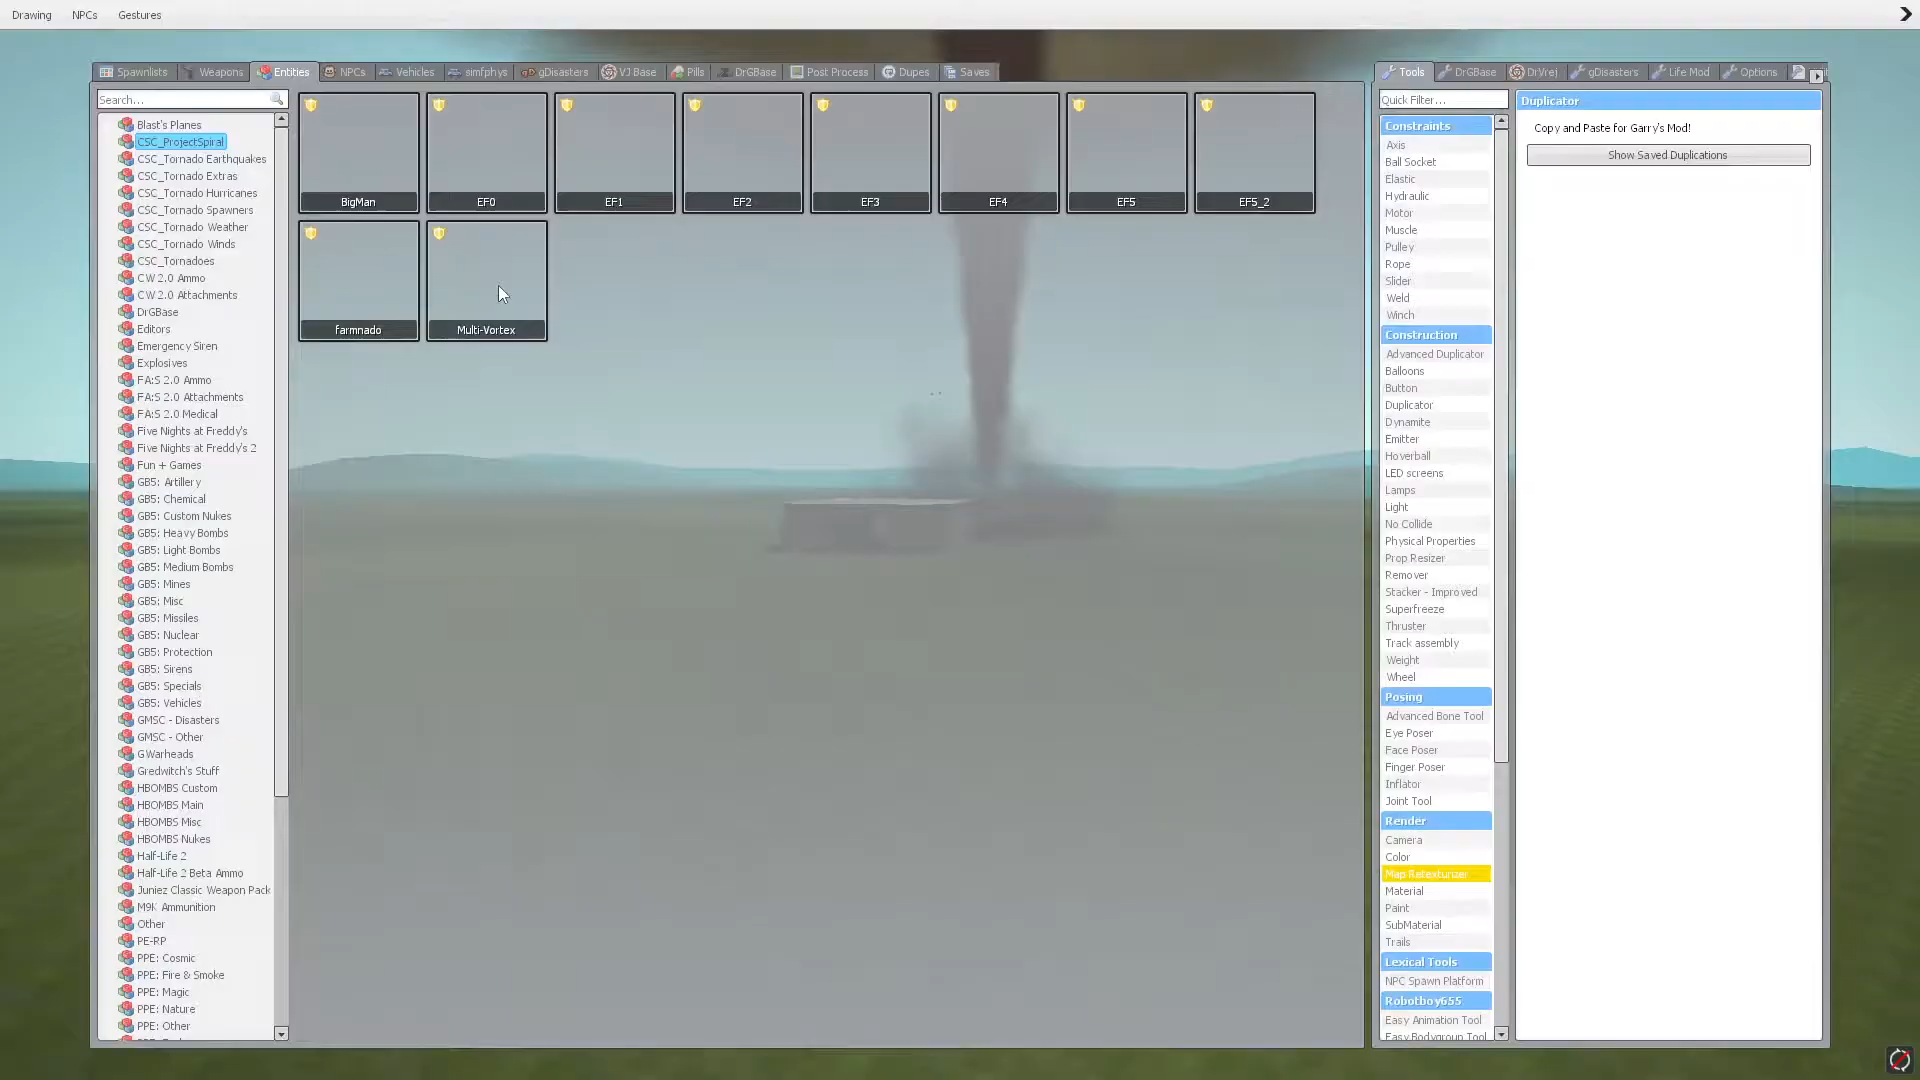 Drawing NPCs Gestures
Spawnlists Weapons Entities NPCs Vehicles simfphys gDisasters VJ Base Pills DrGBase Post Process Dupes Saves
Search...
Blast's Planes
CSC_ProjectSpiral
CSC_Tornado Earthquakes
CSC_Tornado Extras
CSC_Tornado Hurricanes
CSC_Tornado Spawners
CSC_Tornado Weather
CSC_Tornado Winds
CSC_Tornadoes
CW 2.0 Ammo
CW 2.0 Attachments
DrGBase
Editors
Emergency Siren
Explosives
FA:S 2.0 Ammo
FA:S 2.0 Attachments
FA:S 2.0 Medical
Five Nights at Freddy's
Five Nights at Freddy's 2
Fun + Games
GB5: Artillery
GB5: Chemical
GB5: Custom Nukes
GB5: Heavy Bombs
GB5: Light Bombs
GB5: Medium Bombs
GB5: Mines
GB5: Misc
GB5: Missiles
GB5: Nuclear
GB5: Protection
GB5: Sirens
GB5: Specials
GB5: Vehicles
GMSC - Disasters
GMSC - Other
GWarheads
Gredwitch's Stuff
HBOMBS Custom
HBOMBS Main
HBOMBS Misc
HBOMBS Nukes
Half-Life 2
Half-Life 2 Beta Ammo
Juniez Classic Weapon Pack
M9K Ammunition
Other
PE-RP
PPE: Cosmic
PPE: Fire & Smoke
PPE: Magic
PPE: Nature
PPE: Other
BigMan EF0 EF1 EF2 EF3 EF4 EF5 EF5_2
farmnado Multi-Vortex
Tools DrGBase DrVrej gDisasters Life Mod Options
Quick Filter...
Constraints
Axis
Ball Socket
Elastic
Hydraulic
Motor
Muscle
Pulley
Rope
Slider
Weld
Winch
Construction
Advanced Duplicator
Balloons
Button
Duplicator
Dynamite
Emitter
Hoverball
LED screens
Lamps
Light
No Collide
Physical Properties
Prop Resizer
Remover
Stacker - Improved
Superfreeze
Thruster
Track assembly
Weight
Wheel
Posing
Advanced Bone Tool
Eye Poser
Face Poser
Finger Poser
Inflator
Joint Tool
Render
Camera
Color
Map Retexturizer
Material
Paint
SubMaterial
Trails
Lexical Tools
NPC Spawn Platform
Robotboy655
Easy Animation Tool
Easy Bodygroup Tool
Duplicator
Copy and Paste for Garry's Mod!
Show Saved Duplications